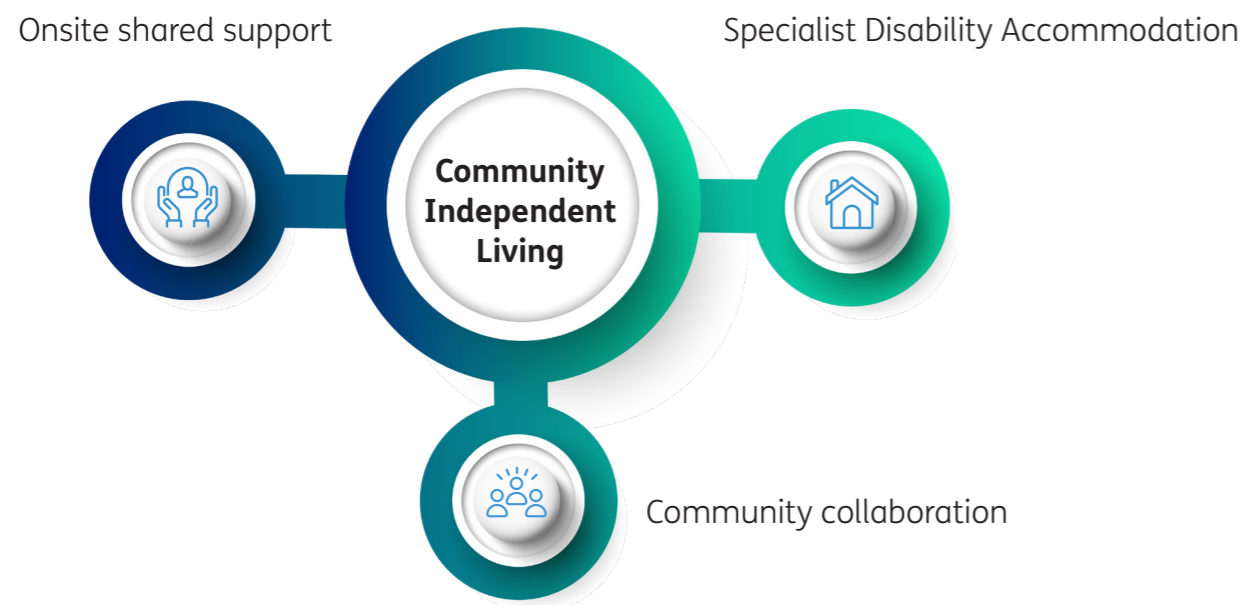 Onsite shared support
Specialist Disability Accommodation
Community
Independent
Living
Community collaboration